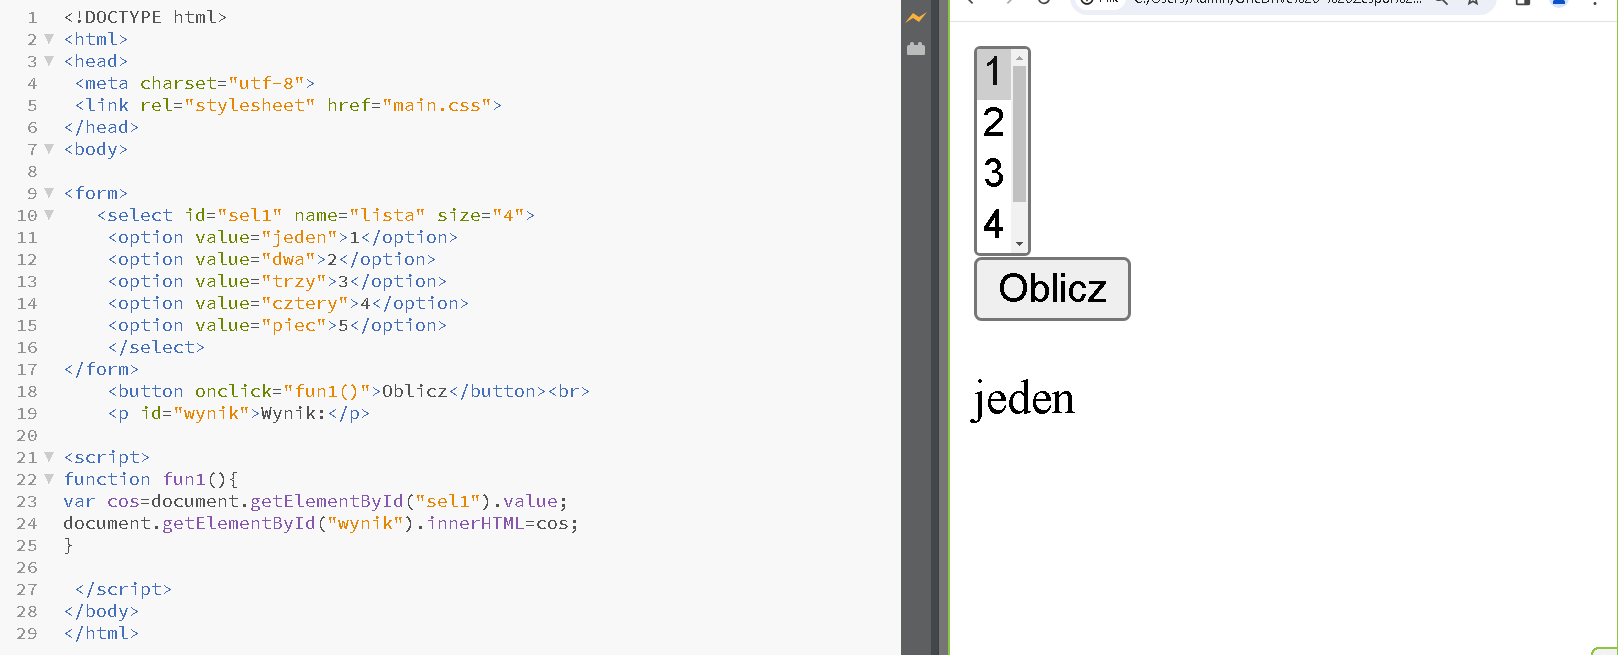 1 <!DOCTYPE html>
2 <html>
3 <head>
4 <meta charset="utf-8">
5 <link rel="stylesheet" href="main.css">
6 </head>
7 <body>
8
9 <form>
10 <select id="sel1" name="lista" size="4">
11 <option value="jeden">1</option>
12 <option value="dwa">2</option>
13 <option value="trzy">3</option>
14 <option value="cztery">4</option>
15 <option value="piec">5</option>
16 </select>
17 </form>
18 <button onclick="fun1()">Oblicz</button><br>
19 <p id="wynik">Wynik:</p>
20
21 <script>
22 function fun1(){
23 var cos=document.getElementById("sel1").value;
24 document.getElementById("wynik").innerHTML=cos;
25 }
26
27 </script>
28 </body>
29 </html>
1
2
3
4
Oblicz
jeden